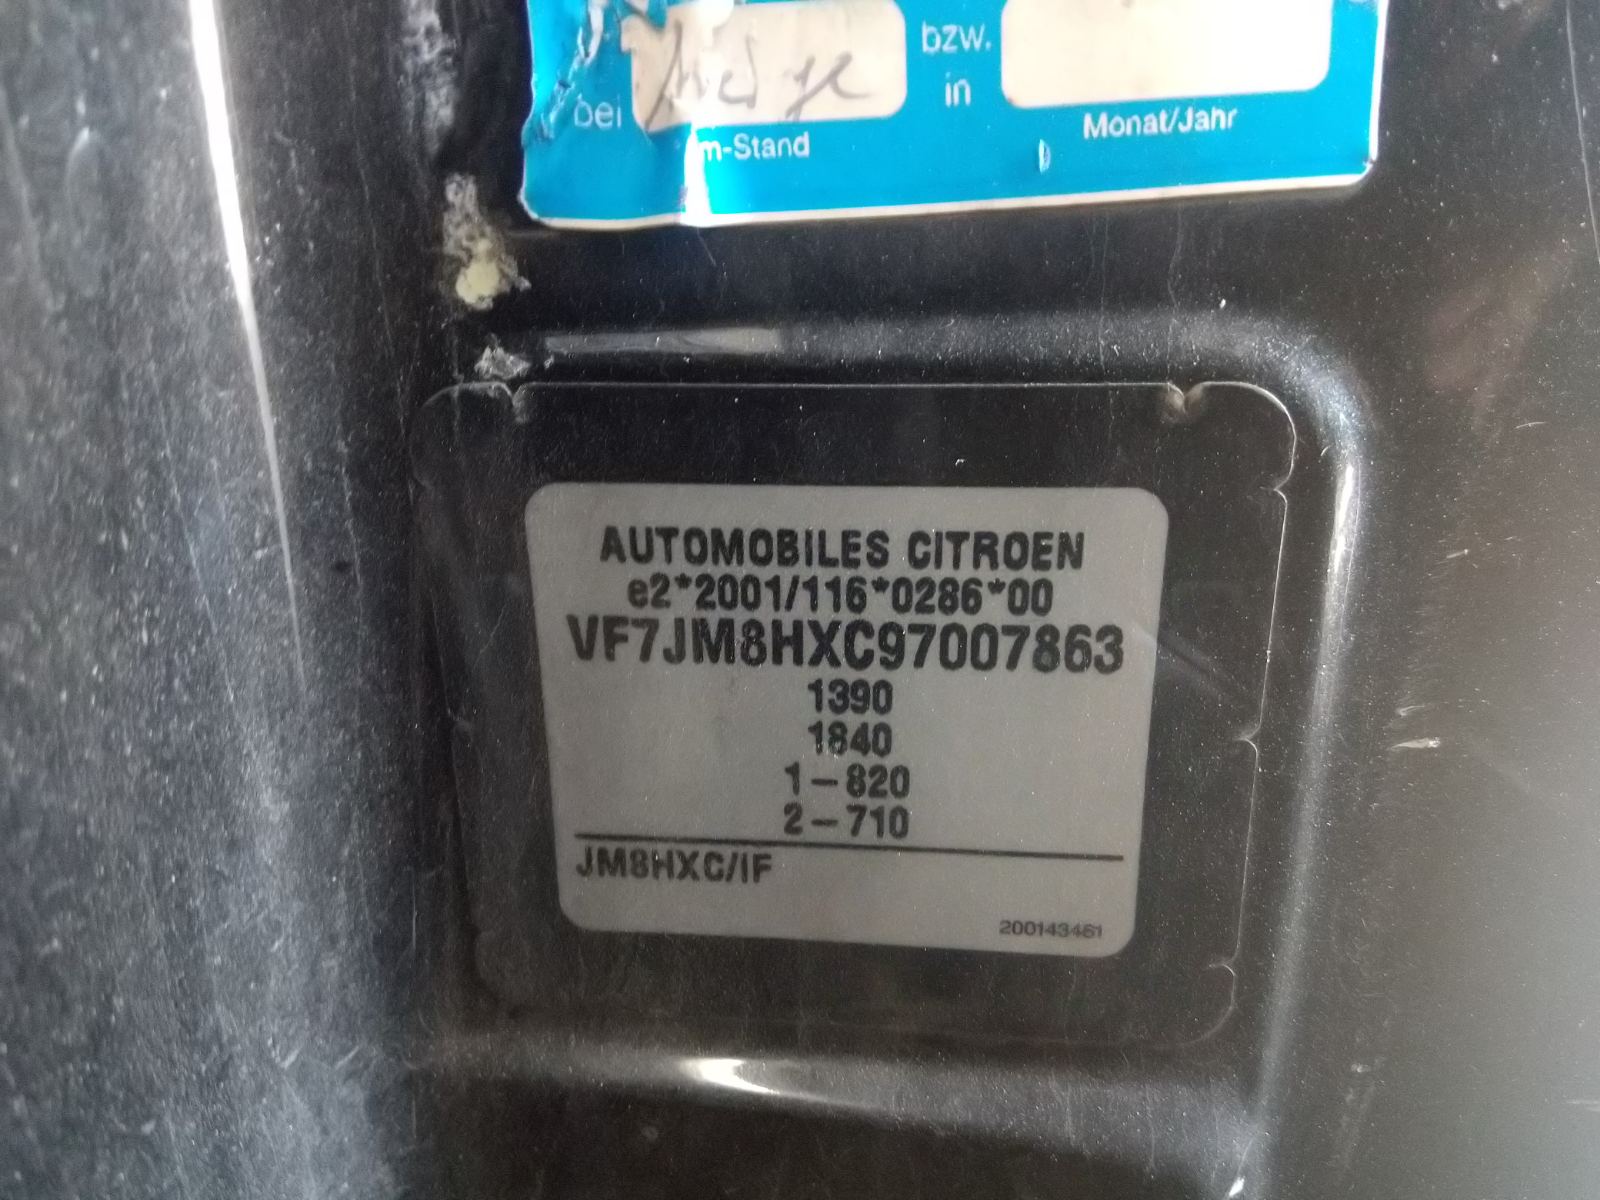 bei
bzw.
in
m-Stand
Monat/Jahr
AUTOMOBILES CITROEN
e2*2001/116*0286*00
VF7JM8HXC97007863
1390
1840
1-820
2-710
JM8HXC/IF
200143461